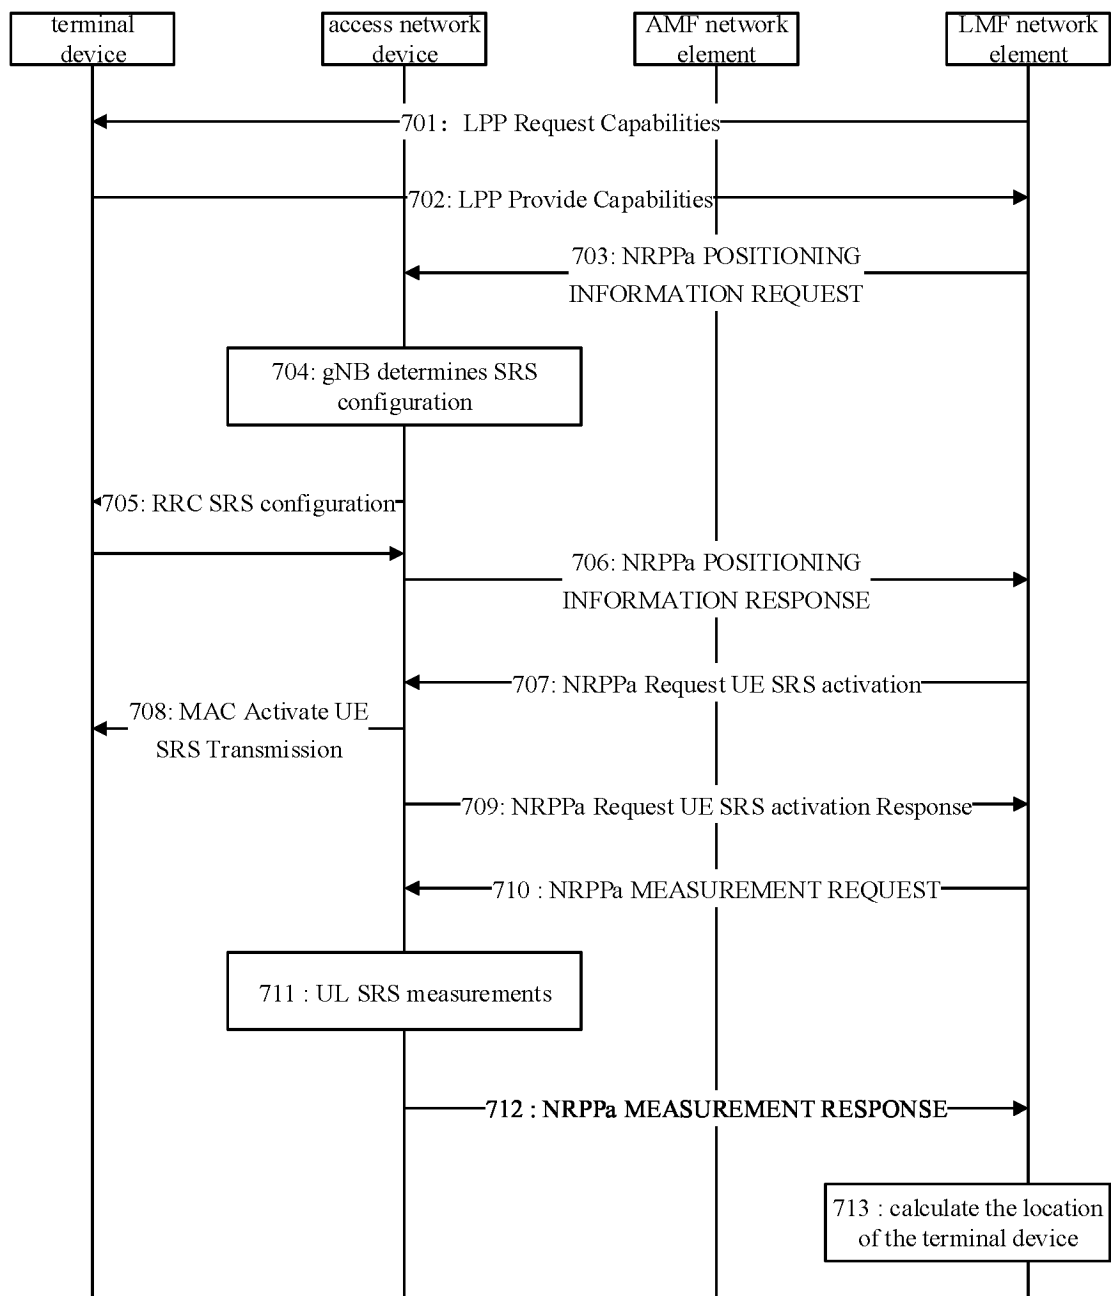 terminal
device
access network
device
AMF network
element
LMF network
element
701： LPP Request Capabilities
702: LPP Provide Capabilities
703: NRPPa POSITIONING
INFORMATION REQUEST
704: gNB determines SRS
configuration
705: RRC SRS configuration
706: NRPPa POSITIONING
INFORMATION RESPONSE
707: NRPPa Request UE SRS activation
708: MAC Activate UE
SRS Transmission
709: NRPPa Request UE SRS activation Response
710 : NRPPa MEASUREMENT REQUEST
711 : UL SRS measurements
712 : NRPPa MEASUREMENT RESPONSE
713 : calculate the location
of the terminal device